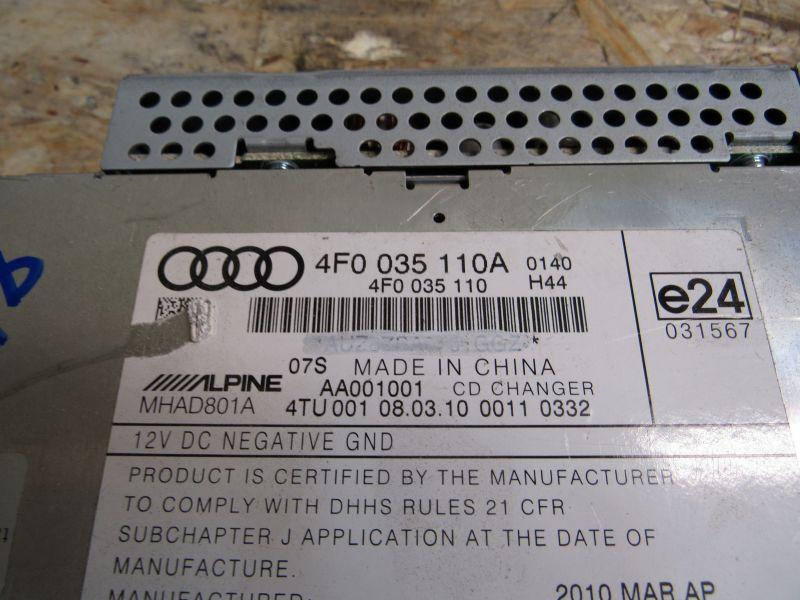 4F0 035 110A 0140
4F0 035 110 H44
e24
031567
07S MADE IN CHINA
ALPINE AA001001 CD CHANGER
MHAD801A 4TU 001 08.03.10 0011 0332
12V DC NEGATIVE GND
PRODUCT IS CERTIFIED BY THE MANUFACTURER
TO COMPLY WITH DHHS RULES 21 CFR
SUBCHAPTER J APPLICATION AT THE DATE OF
MANUFACTURE.
MANUFACTURED: 2010 MAR AP